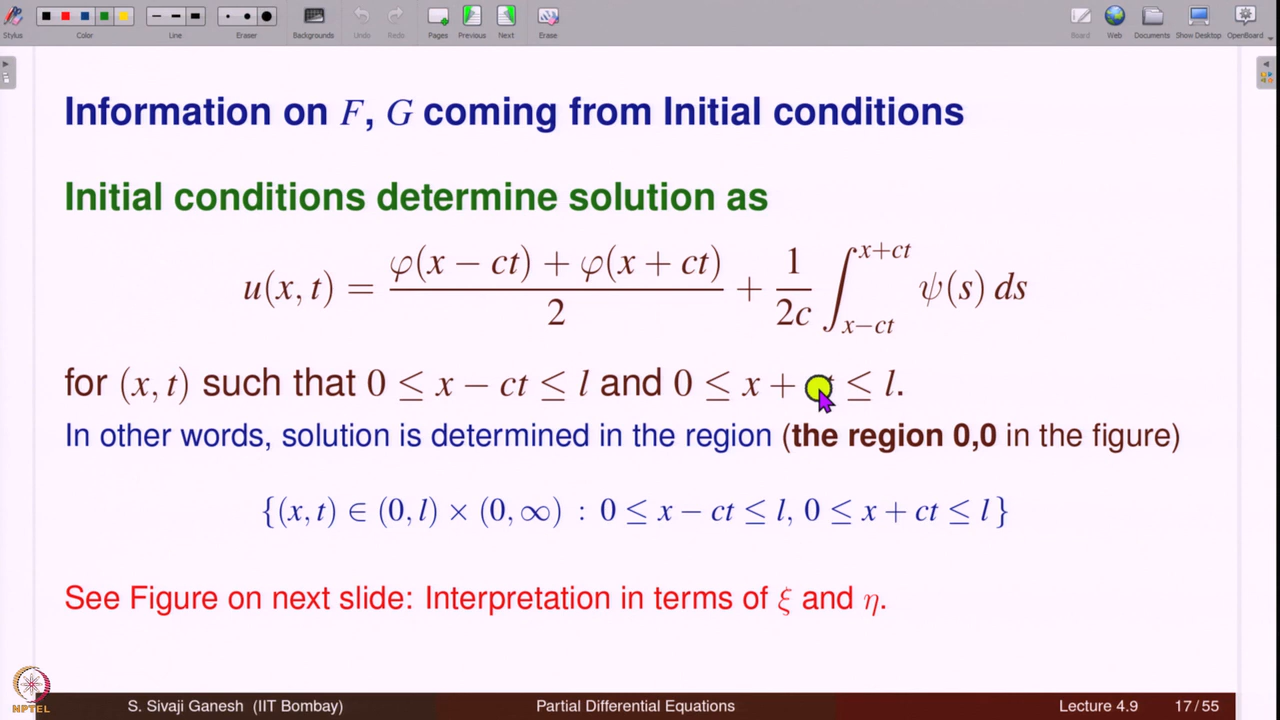 Stylus Color Line Eraser Backgrounds Undo Redo Pages Previous Next Erase Board Web Documents Show Desktop OpenBoard
Information on F, G coming from Initial conditions
Initial conditions determine solution as
u(x, t) = \frac{φ(x − ct) + φ(x + ct)}{2} + \frac{1}{2c} ∫_{x−ct}^{x+ct} ψ(s) ds
for (x, t) such that 0 ≤ x − ct ≤ l and 0 ≤ x + ≤ l.
In other words, solution is determined in the region (the region 0,0 in the figure)
{(x, t) ∈ (0, l) × (0, ∞) : 0 ≤ x − ct ≤ l, 0 ≤ x + ct ≤ l}
See Figure on next slide: Interpretation in terms of ξ and η.
NPTEL
S. Sivaji Ganesh (IIT Bombay) Partial Differential Equations Lecture 4.9 17/55